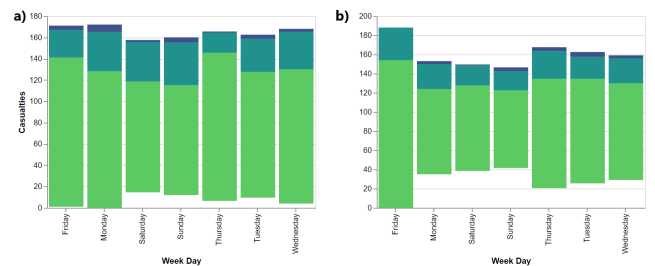 a)
180
160
140
120
100
80
60
40
20
0
Casualties
Friday
Monday
Saturday
Sunday
Thursday
Tuesday
Wednesday
Week Day
b)
200
180
160
140
120
100
80
60
40
20
0
Friday
Monday
Saturday
Sunday
Thursday
Tuesday
Wednesday
Week Day